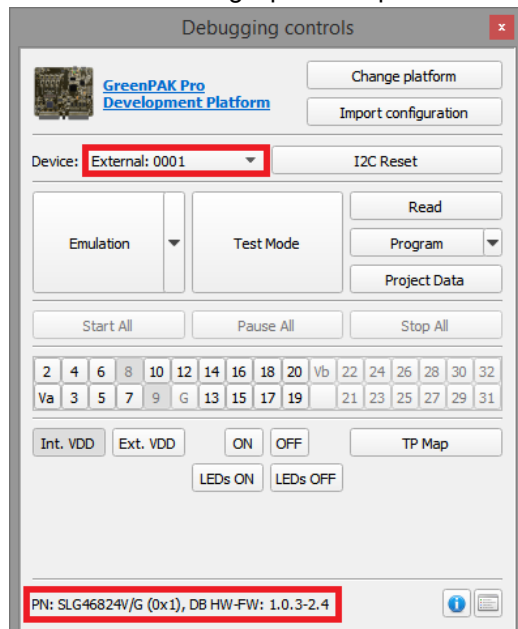 Debugging controls
x
GreenPAK Pro
Development Platform
Change platform
Import configuration
Device: External: 0001
I2C Reset
Emulation
Test Mode
Read
Program
Project Data
Start All
Pause All
Stop All
2 4 6 8 10 12 14 16 18 20 Vb 22 24 26 28 30 32
Va 3 5 7 9 G 13 15 17 19 21 23 25 27 29 31
Int. VDD Ext. VDD ON OFF TP Map
LEDs ON LEDs OFF
PN: SLG46824V/G (0x1), DB HW-FW: 1.0.3-2.4